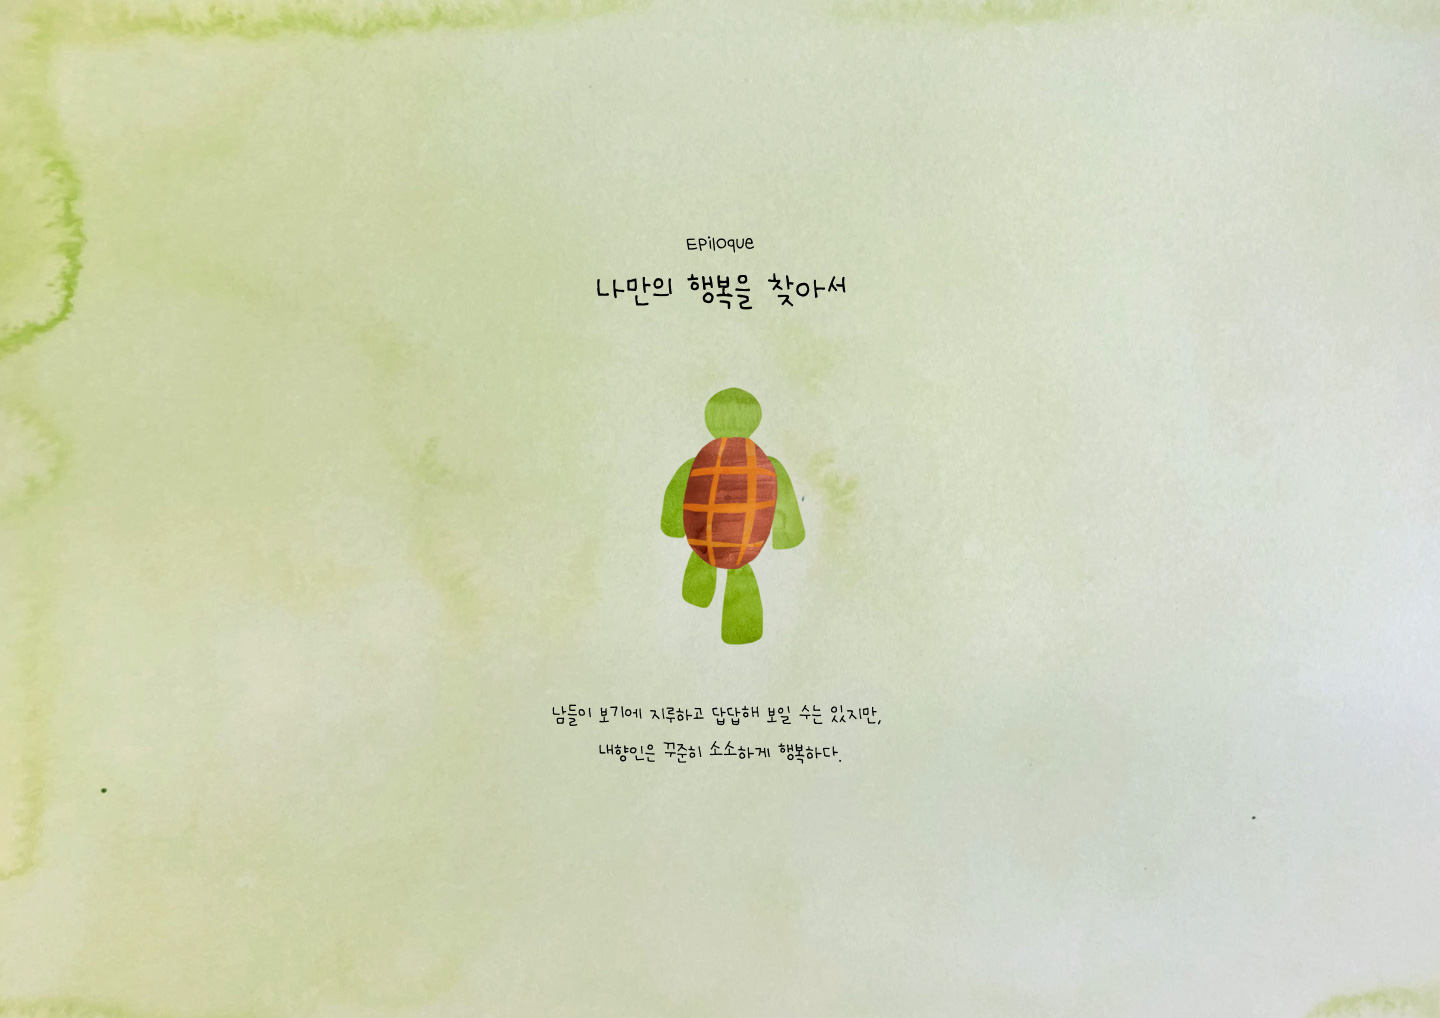 Epilogue
나만의 행복을 찾아서
남들이 보기에 지루하고 답답해 보일 수는 있지만,
내향인은 꾸준히 소소하게 행복하다.